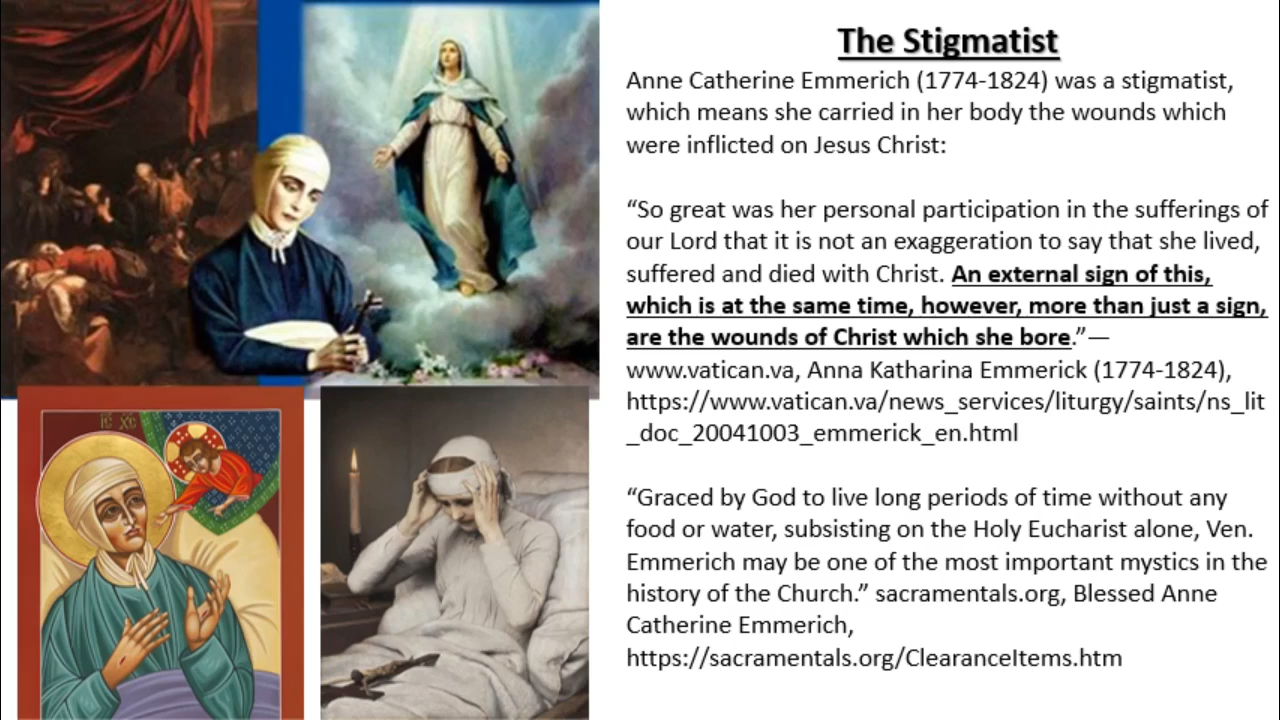 The Stigmatist
Anne Catherine Emmerich (1774-1824) was a stigmatist,
which means she carried in her body the wounds which
were inflicted on Jesus Christ:
“So great was her personal participation in the sufferings of
our Lord that it is not an exaggeration to say that she lived,
suffered and died with Christ. An external sign of this,
which is at the same time, however, more than just a sign,
are the wounds of Christ which she bore.”—
www.vatican.va, Anna Katharina Emmerick (1774-1824),
https://www.vatican.va/news_services/liturgy/saints/ns_lit
_doc_20041003_emmerick_en.html
“Graced by God to live long periods of time without any
food or water, subsisting on the Holy Eucharist alone, Ven.
Emmerich may be one of the most important mystics in the
history of the Church.” sacramentals.org, Blessed Anne
Catherine Emmerich,
https://sacramentals.org/ClearanceItems.htm
IC XC